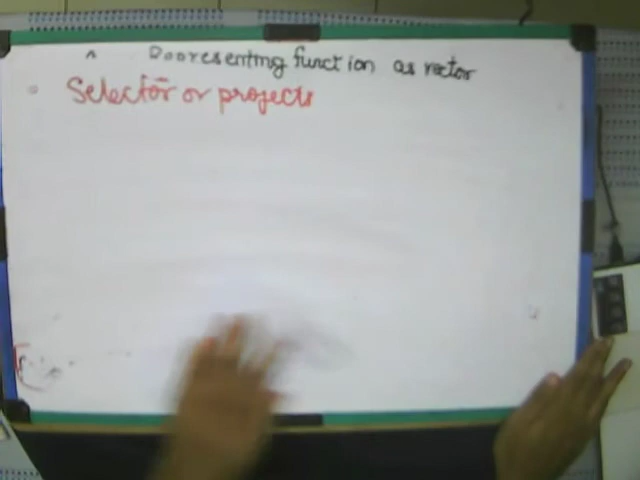 ^ Representing function as vector
Selector or projects